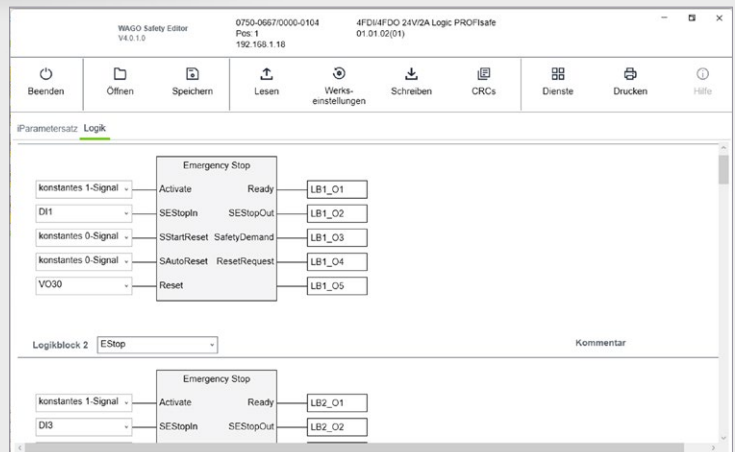 WAGO Safety Editor
V4.0.1.0
0750-0667/0000-0104
Pos: 1
192.168.1.18
4FDI/4FDO 24V/2A Logic PROFIsafe
01.01.02(01)
Beenden
Öffnen
Speichern
Lesen
Werks-
einstellungen
Schreiben
CRCs
Dienste
Drucken
Hilfe
iParametersatz Logik
Emergency Stop
konstantes 1-Signal Activate Ready LB1_O1
DI1 SEStopIn SEStopOut LB1_O2
konstantes 0-Signal SStartReset SafetyDemand LB1_O3
konstantes 0-Signal SAutoReset ResetRequest LB1_O4
VO30 Reset LB1_O5
Logikblock 2 EStop Kommentar
Emergency Stop
konstantes 1-Signal Activate Ready LB2_O1
DI3 SEStopIn SEStopOut LB2_O2